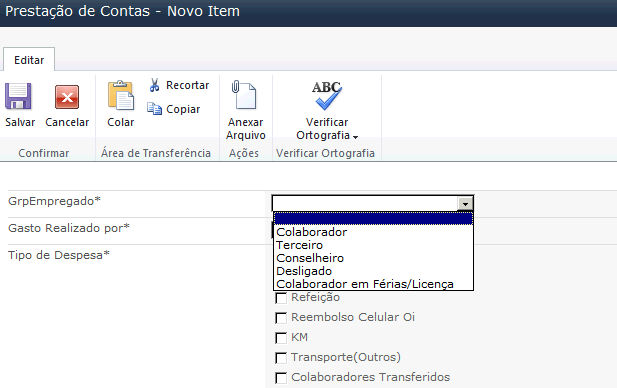 Prestação de Contas - Novo Item
Editar
Salvar
Cancelar
Colar
Recortar
Copiar
Anexar
Arquivo
ABC
Verificar
Ortografia
Confirmar
Área de Transferência
Ações
Verificar Ortografia
GrpEmpregado*
Gasto Realizado por*
Tipo de Despesa*
Colaborador
Terceiro
Conselheiro
Desligado
Colaborador em Férias/Licença
Refeição
Reembolso Celular Oi
KM
Transporte(Outros)
Colaboradores Transferidos